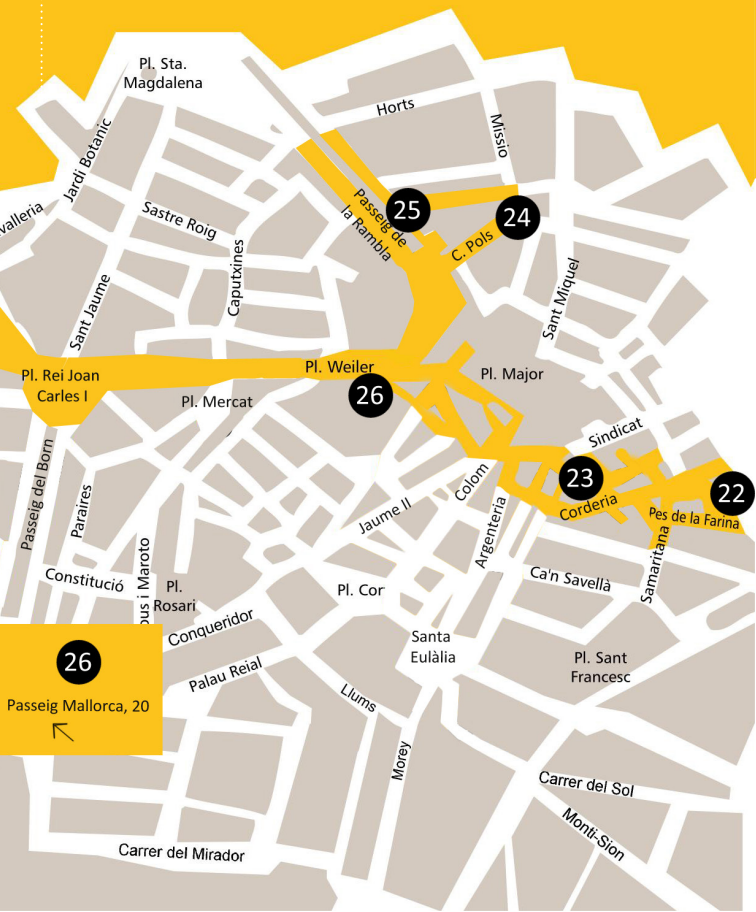 Pl. Sta.
Magdalena
Horts
Missio
Jardi Botanic
valleria
Sastre Roig
Caputxines
Passeig de
la Rambla
25
24
C. Pols
Sant Miquel
Sant Jaume
Pl. Rei Joan
Carles I
Pl. Weiler
26
Pl. Major
Pl. Mercat
Sindicat
Passeig del Born
Paraires
Colom
Jaume II
Argenteria
23
Corderia
22
Pes de la Farina
Samaritana
Constitució
ous i Maroto
Pl.
Rosari
Pl. Cor
Ca'n Savellà
Conqueridor
Palau Reial
Santa
Eulàlia
Pl. Sant
Francesc
26
Passeig Mallorca, 20
Llums
Morey
Carrer del Sol
Monti-Sion
Carrer del Mirador